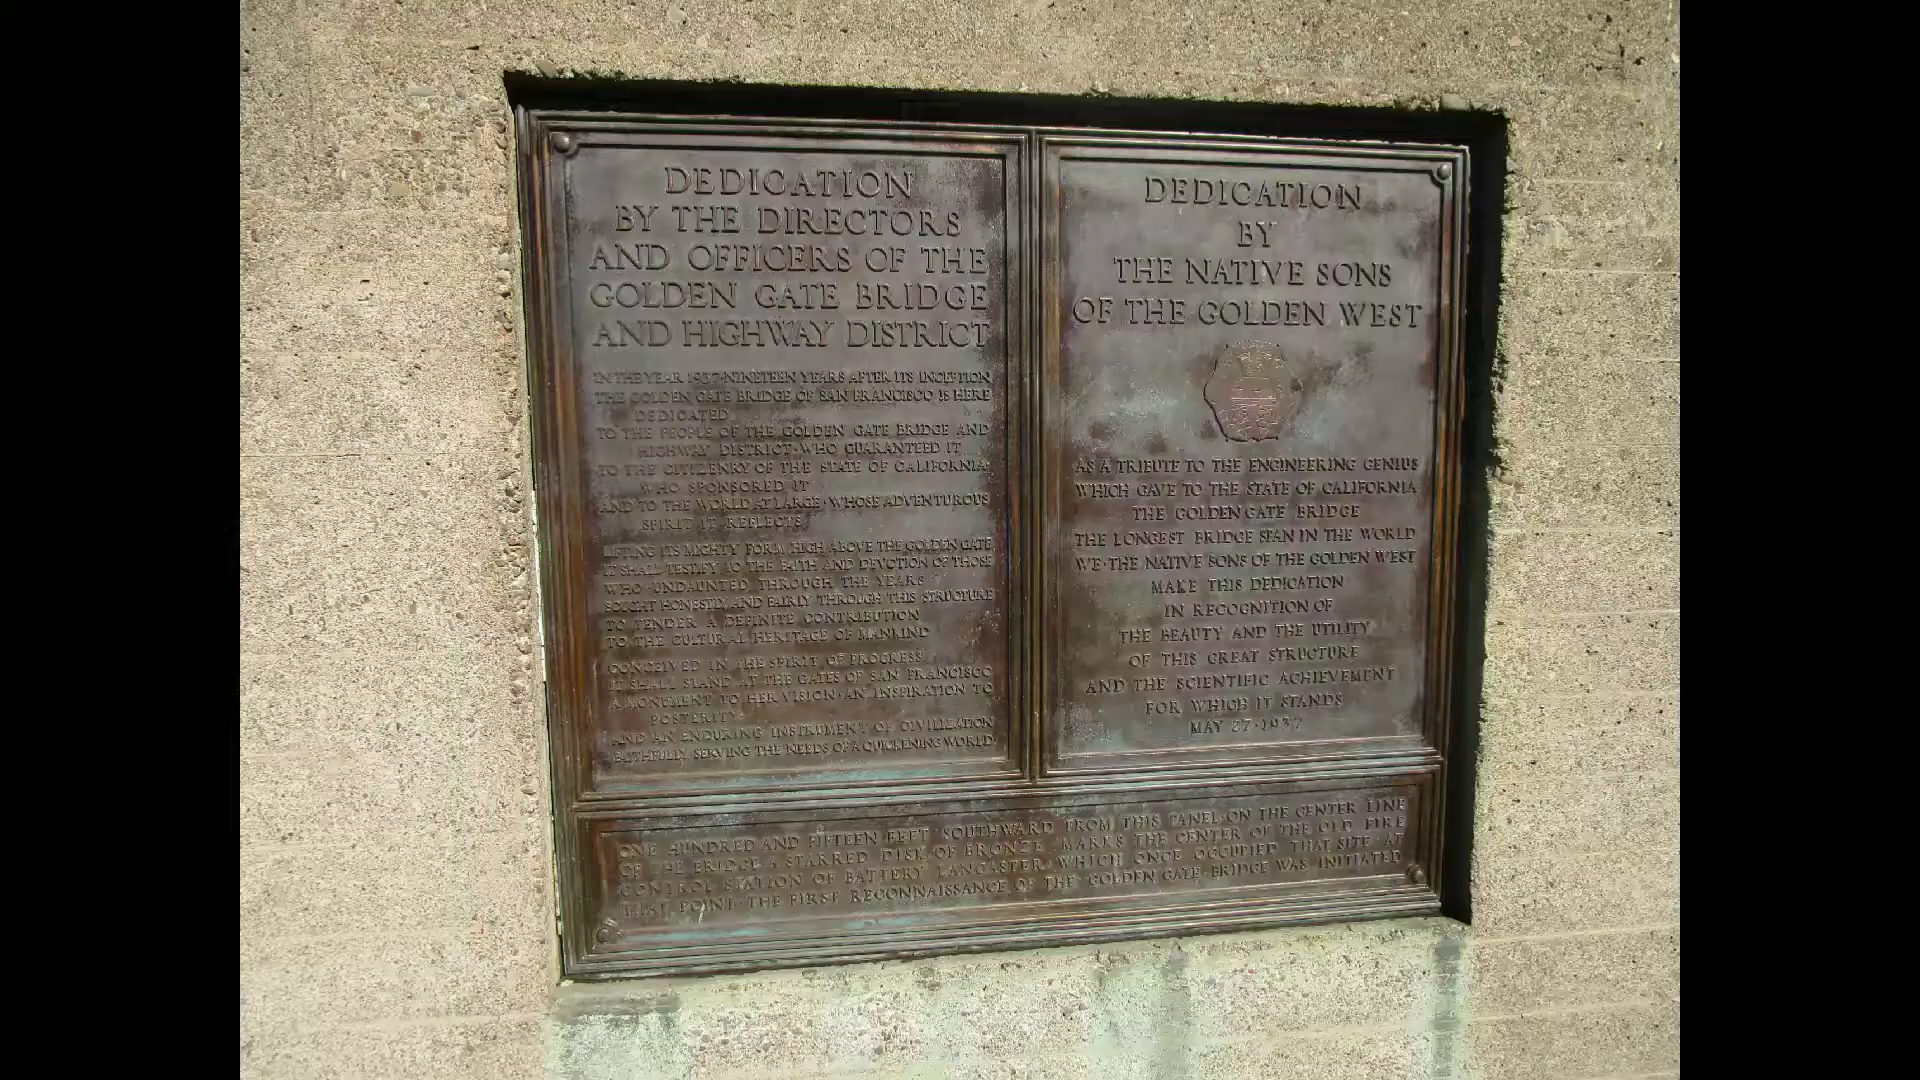 DEDICATION
BY THE DIRECTORS
AND OFFICERS OF THE
GOLDEN GATE BRIDGE
AND HIGHWAY DISTRICT
IN THE YEAR 1937·NINETEEN YEARS AFTER ITS INCEPTION
THE GOLDEN GATE BRIDGE OF SAN FRANCISCO IS HERE
DEDICATED
TO THE PEOPLE OF THE GOLDEN GATE BRIDGE AND
HIGHWAY DISTRICT·WHO GUARANTEED IT
TO THE CITIZENRY OF THE STATE OF CALIFORNIA·
WHO SPONSORED IT
AND TO THE WORLD AT LARGE·WHOSE ADVENTUROUS
SPIRIT IT REFLECTS
LIFTING ITS MIGHTY FORM HIGH ABOVE THE GOLDEN GATE
IT SHALL TESTIFY TO THE FAITH AND DEVOTION OF THOSE
WHO·UNDAUNTED THROUGH THE YEARS
SOUGHT HONESTLY AND FAIRLY THROUGH THIS STRUCTURE
TO TENDER A DEFINITE CONTRIBUTION
TO THE CULTURAL HERITAGE OF MANKIND
CONCEIVED IN THE SPIRIT OF PROGRESS
IT SHALL STAND AT THE GATES OF SAN FRANCISCO
A MONUMENT TO HER VISION·AN INSPIRATION TO
POSTERITY·
AND AN ENDURING INSTRUMENT OF CIVILIZATION
FAITHFULLY SERVING THE NEEDS OF A QUICKENING WORLD
DEDICATION
BY
THE NATIVE SONS
OF THE GOLDEN WEST
AS A TRIBUTE TO THE ENGINEERING GENIUS
WHICH GAVE TO THE STATE OF CALIFORNIA
THE GOLDEN GATE BRIDGE
THE LONGEST BRIDGE SPAN IN THE WORLD
WE·THE NATIVE SONS OF THE GOLDEN WEST
MAKE THIS DEDICATION
IN RECOGNITION OF
THE BEAUTY AND THE UTILITY
OF THIS GREAT STRUCTURE
AND THE SCIENTIFIC ACHIEVEMENT
FOR WHICH IT STANDS
MAY 27·1937
ONE HUNDRED AND FIFTEEN FEET SOUTHWARD FROM THIS PANEL·ON THE CENTER LINE
OF THE BRIDGE A STARRED DISK OF BRONZE MARKS THE CENTER OF THE OLD FIRE
CONTROL STATION OF BATTERY LANCASTER·WHICH ONCE OCCUPIED THAT SITE·AT
THAT POINT·THE FIRST RECONNAISSANCE OF THE GOLDEN GATE BRIDGE WAS INITIATED